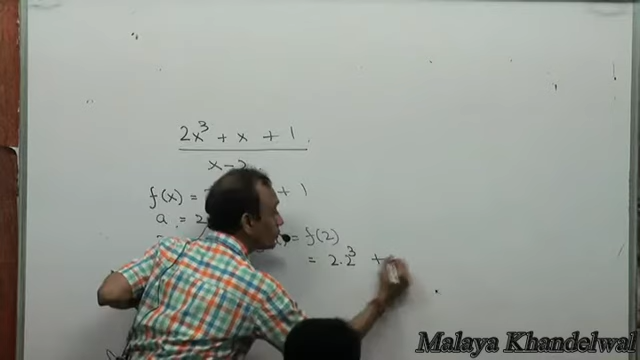 2x³ + x + 1
x - 2
f(x) = + 1
a = 2
= f(2)
= 2.2³ +
Malaya Khandelwal